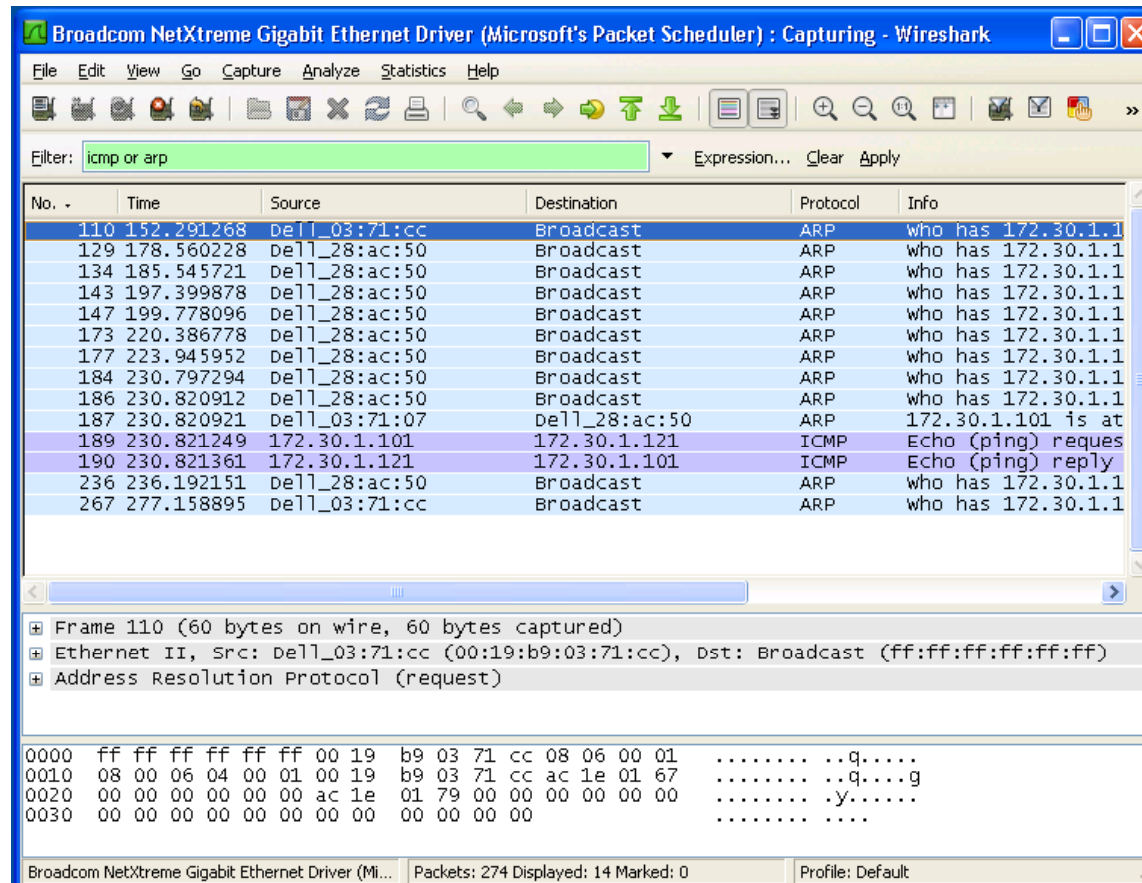 Broadcom NetXtreme Gigabit Ethernet Driver (Microsoft's Packet Scheduler) : Capturing - Wireshark
File Edit View Go Capture Analyze Statistics Help
Filter: icmp or arp Expression... Clear Apply
No. Time Source Destination Protocol Info
110 152.291268 Dell_03:71:cc Broadcast ARP who has 172.30.1.1
129 178.560228 Dell_28:ac:50 Broadcast ARP who has 172.30.1.1
134 185.545721 Dell_28:ac:50 Broadcast ARP who has 172.30.1.1
143 197.399878 Dell_28:ac:50 Broadcast ARP who has 172.30.1.1
147 199.778096 Dell_28:ac:50 Broadcast ARP who has 172.30.1.1
173 220.386778 Dell_28:ac:50 Broadcast ARP who has 172.30.1.1
177 223.945952 Dell_28:ac:50 Broadcast ARP who has 172.30.1.1
184 230.797294 Dell_28:ac:50 Broadcast ARP who has 172.30.1.1
186 230.820912 Dell_28:ac:50 Broadcast ARP who has 172.30.1.1
187 230.820921 Dell_03:71:07 Dell_28:ac:50 ARP 172.30.1.101 is at
189 230.821249 172.30.1.101 172.30.1.121 ICMP Echo (ping) reques
190 230.821361 172.30.1.121 172.30.1.101 ICMP Echo (ping) reply
236 236.192151 Dell_28:ac:50 Broadcast ARP who has 172.30.1.1
267 277.158895 Dell_03:71:cc Broadcast ARP who has 172.30.1.1
Frame 110 (60 bytes on wire, 60 bytes captured)
Ethernet II, Src: Dell_03:71:cc (00:19:b9:03:71:cc), Dst: Broadcast (ff:ff:ff:ff:ff:ff)
Address Resolution Protocol (request)
0000 ff ff ff ff ff ff 00 19 b9 03 71 cc 08 06 00 01 ........ ..q.....
0010 08 00 06 04 00 01 00 19 b9 03 71 cc ac 1e 01 67 ........ ..q....g
0020 00 00 00 00 00 00 ac 1e 01 79 00 00 00 00 00 00 ........ .y......
0030 00 00 00 00 00 00 00 00 00 00 00 00 ........ ....
Broadcom NetXtreme Gigabit Ethernet Driver (Mi... Packets: 274 Displayed: 14 Marked: 0 Profile: Default